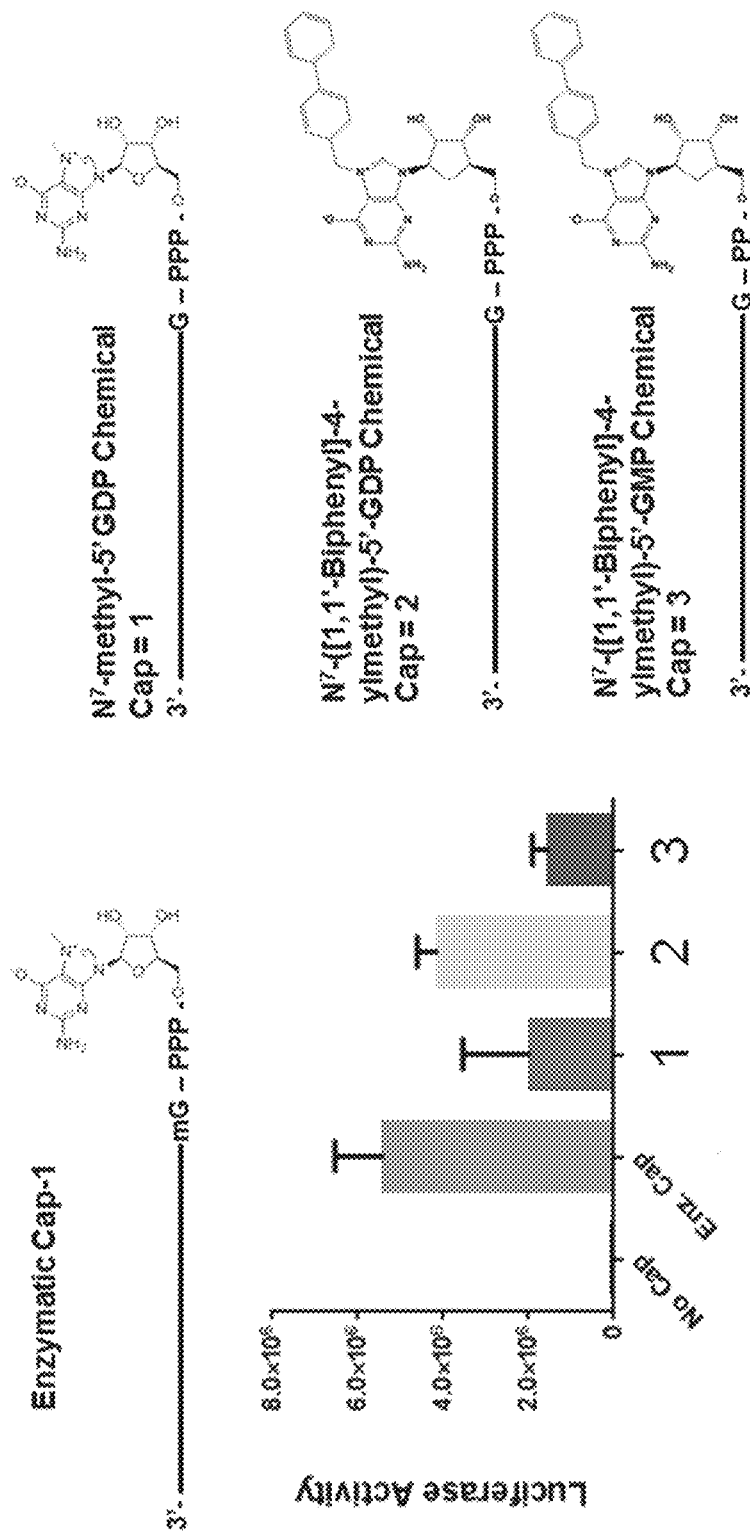 Enzymatic Cap-1
3'-
mG – PPP -
N⁷-methyl-5' GDP Chemical
Cap = 1
3'-
G – PPP -
N⁷-([1,1'-Biphenyl]-4-
ylmethyl)-5'-GDP Chemical
Cap = 2
3'-
G – PPP -
N⁷-([1,1'-Biphenyl]-4-
ylmethyl)-5'-GMP Chemical
Cap = 3
3'-
G – PP -
Luciferase Activity
8.0×10⁶
6.0×10⁶
4.0×10⁶
2.0×10⁶
0
No Cap
Enz. Cap
1
2
3